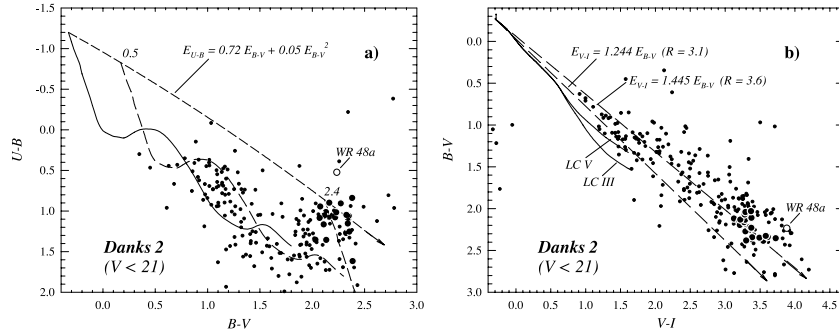 -1.5
-1.0
-0.5
0.0
0.5
1.0
1.5
2.0
U-B
0.0
1.0
2.0
3.0
0.5
1.5
2.5
B-V
0.5
E_{U-B} = 0.72 E_{B-V} + 0.05 E_{B-V}^2
a)
WR 48a
2.4
Danks 2
(V < 21)
0.0
0.5
1.0
1.5
2.0
2.5
3.0
B-V
0.0
0.5
1.0
1.5
2.0
2.5
3.0
3.5
4.0
4.5
V-I
E_{V-I} = 1.244 E_{B-V} (R = 3.1)
b)
E_{V-I} = 1.445 E_{B-V} (R = 3.6)
LC V
LC III
WR 48a
Danks 2
(V < 21)